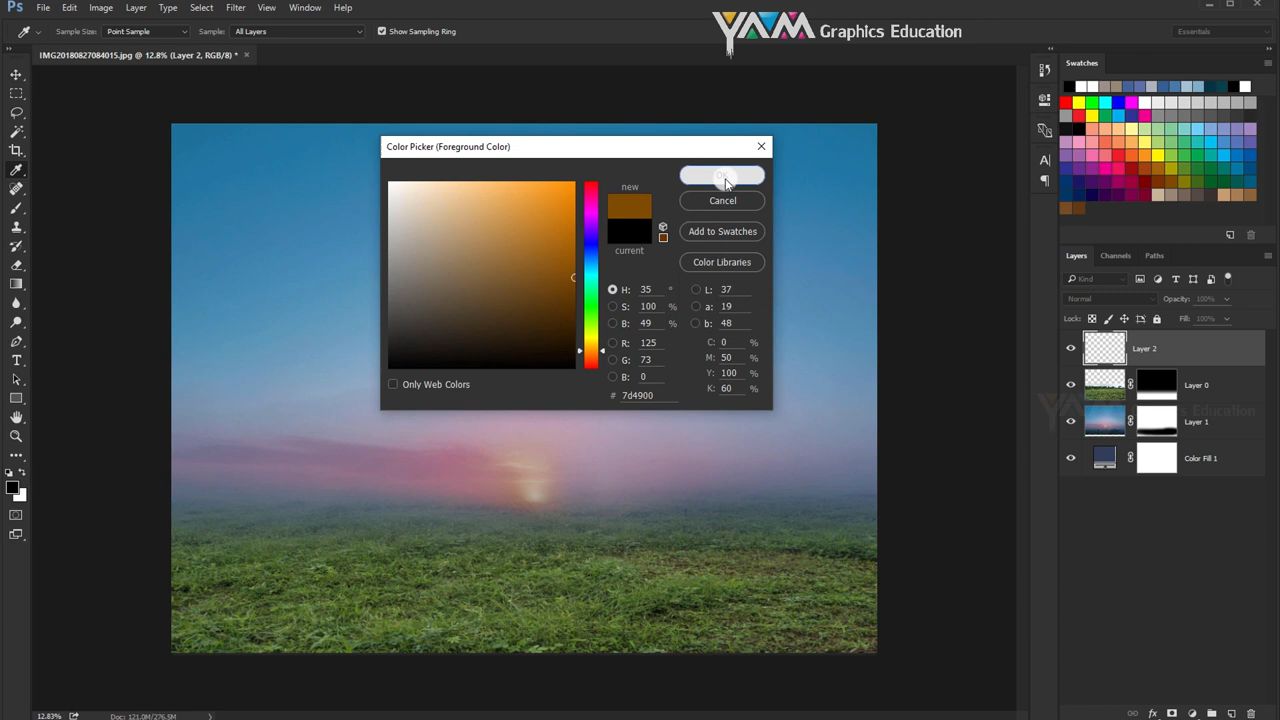 Ps File Edit Image Layer Type Select Filter View Window Help
YAM Graphics Education
Sample Size: Point Sample Sample: All Layers Show Sampling Ring Essentials
IMG20180827084015.jpg @ 12.8% (Layer 2, RGB/8) * ×
Swatches
Color Picker (Foreground Color)
new
OK
Cancel
Add to Swatches
current
Color Libraries
H: 35 ° L: 37
S: 100 % a: 19
B: 49 % b: 48
R: 125 C: 0 %
G: 73 M: 50 %
B: 0 Y: 100 %
K: 60 %
# 7d4900
Only Web Colors
Layers Channels Paths
Kind
Normal Opacity: 100%
Lock: Fill: 100%
Layer 2
Layer 0
s Education
Layer 1
Color Fill 1
12.83% Doc: 121.0M/276.5M